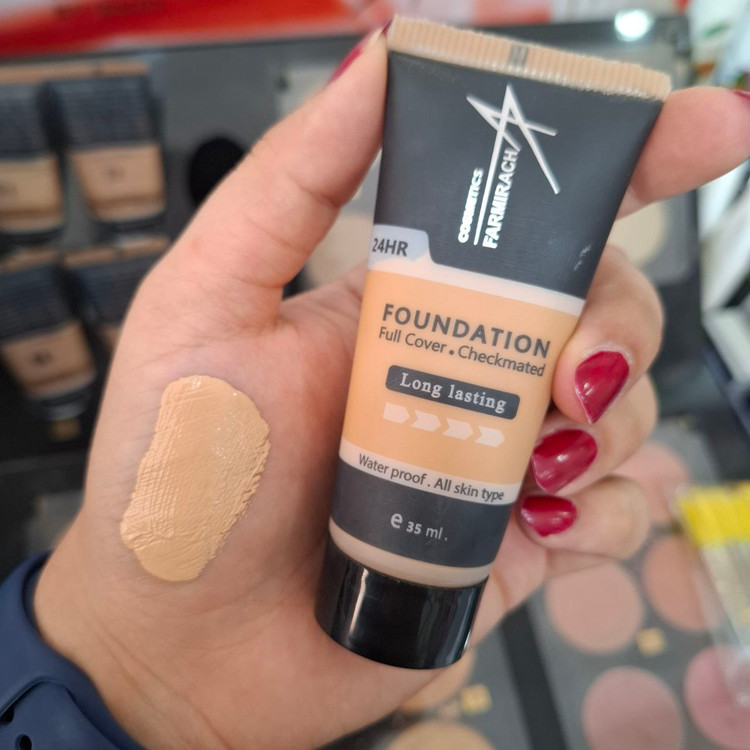 COSMETICS
FARMIRACH
24HR
FOUNDATION
Full Cover . Checkmated
Long lasting
Water proof . All skin type
e 35 ml .